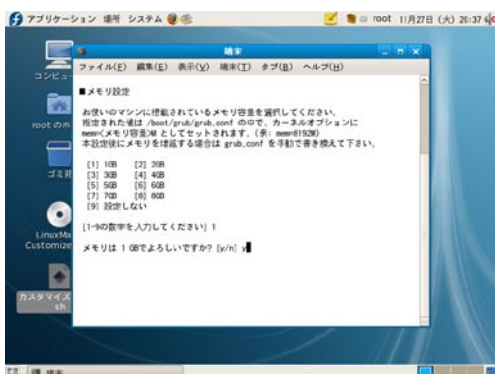 アプリケーション 場所 システム
root 11月27日 (火) 20:37
端末
ファイル(F) 編集(E) 表示(V) 端末(T) タブ(B) ヘルプ(H)
■メモリ設定
お使いのマシンに搭載されているメモリ容量を選択してください。
指定された値は /boot/grub/grub.conf の中で、カーネルオプションに
mem=<メモリ容量>M としてセットされます。(例: mem=8192M)
本設定後にメモリを増減する場合は grub.conf を手動で書き換えて下さい。
[1] 1GB [2] 2GB
[3] 3GB [4] 4GB
[5] 5GB [6] 6GB
[7] 7GB [8] 8GB
[9] 設定しない
[1-9の数字を入力してください] 1
メモリは 1 GBでよろしいですか? [y/n] y
コンピュ
root のホ
ゴミ箱
LinuxMa
Customize
カスタマイズ
sh
端末